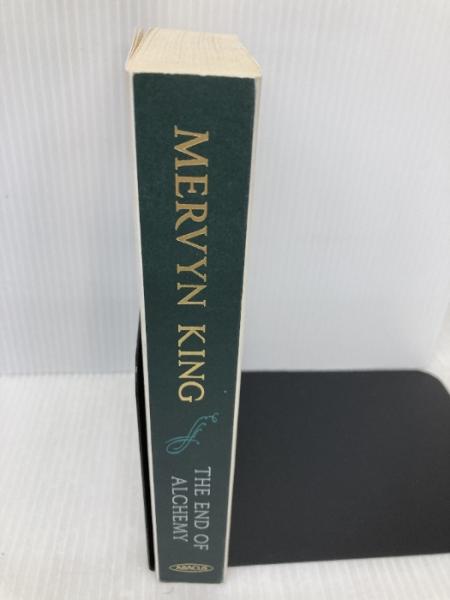 MERVYN KING
THE END OF
ALCHEMY
ABACUS